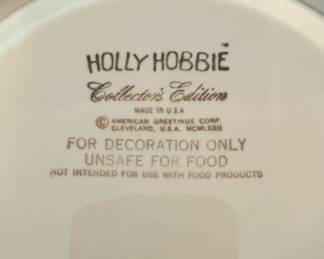 HOLLY HOBBIE™
Collector's Edition
MADE IN U.S.A
© AMERICAN GREETINGS CORP.
CLEVELAND, U.S.A. MCMLXXII
FOR DECORATION ONLY
UNSAFE FOR FOOD
NOT INTENDED FOR USE WITH FOOD PRODUCTS